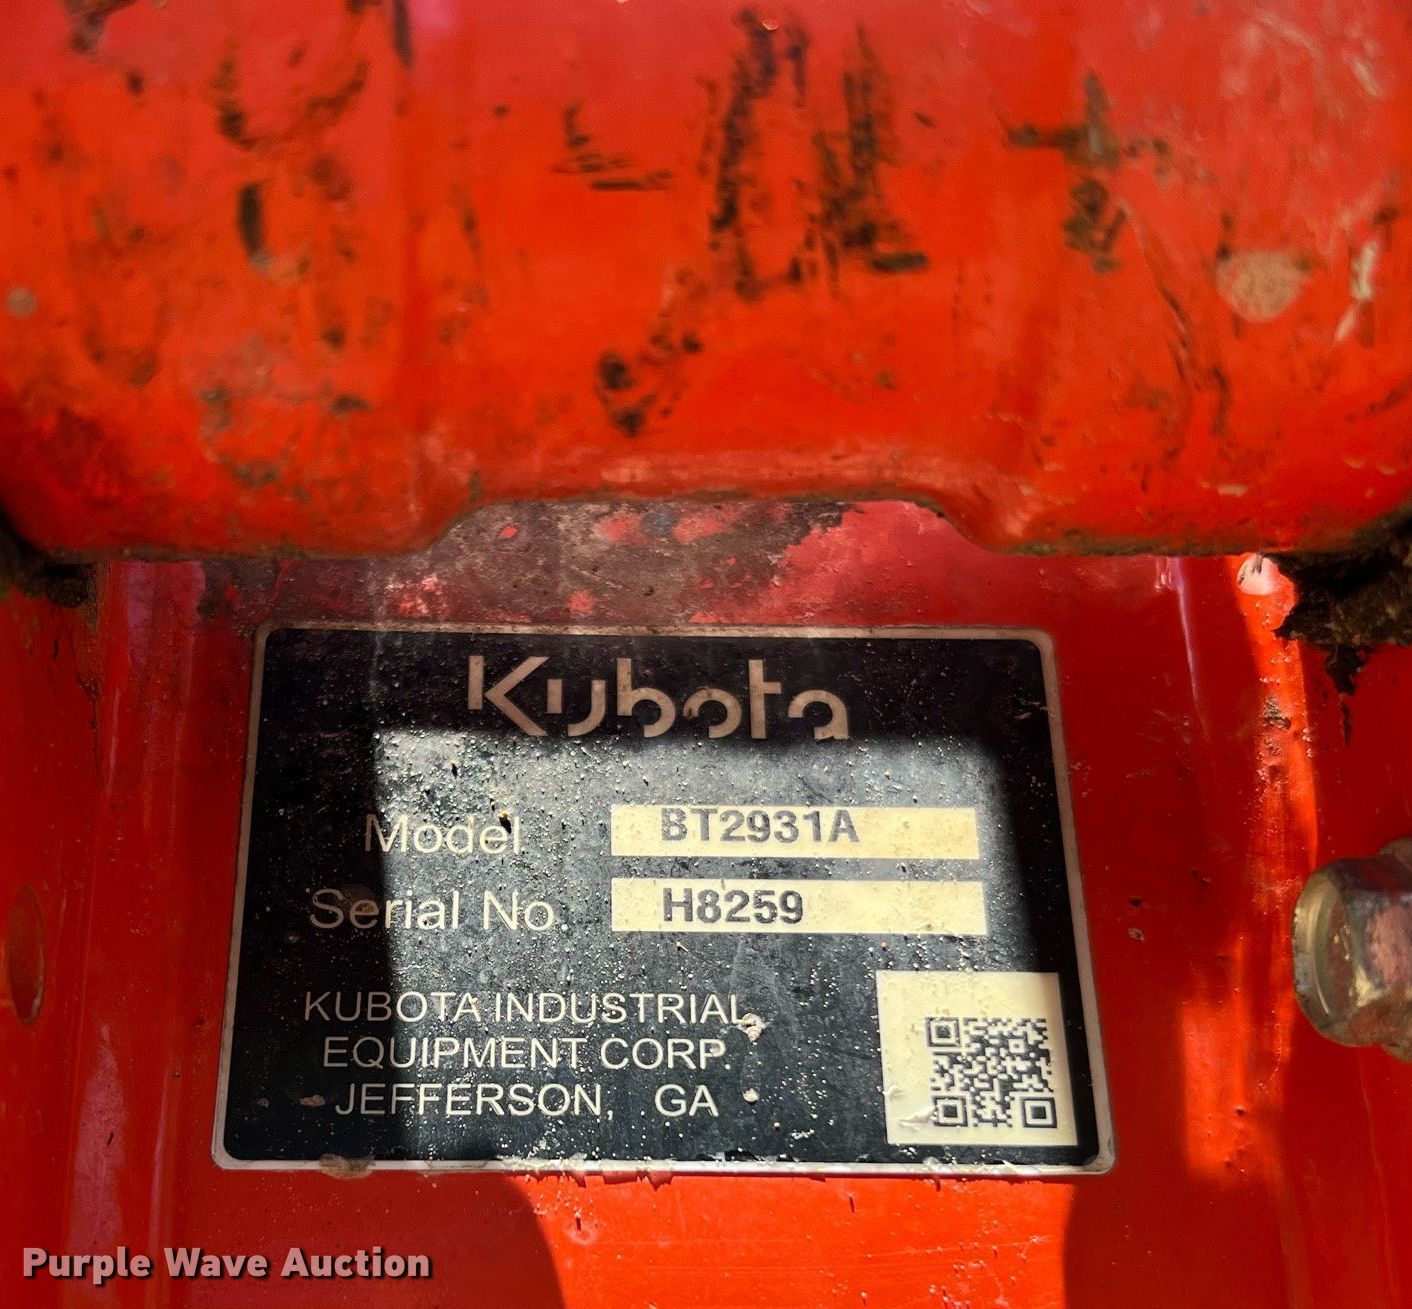 Kubota
Model BT2931A
Serial No. H8259
KUBOTA INDUSTRIAL
EQUIPMENT CORP.
JEFFERSON, GA
Purple Wave Auction